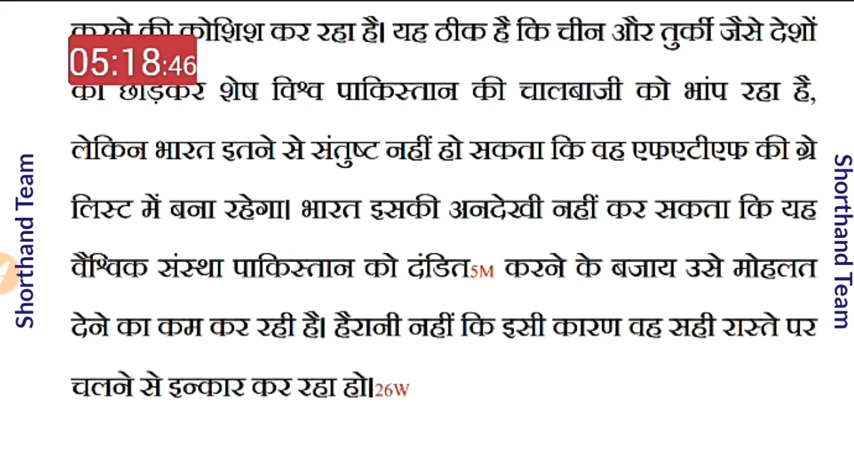 करने की कोशिश कर रहा है। यह ठीक है कि चीन और तुर्की जैसे देशों
05:18:46
को छोड़कर शेष विश्व पाकिस्तान की चालबाजी को भांप रहा है,
लेकिन भारत इतने से संतुष्ट नहीं हो सकता कि वह एफएटीएफ की ग्रे
लिस्ट में बना रहेगा। भारत इसकी अनदेखी नहीं कर सकता कि यह
वैश्विक संस्था पाकिस्तान को दंडित5M करने के बजाय उसे मोहलत
देने का कम कर रही है। हैरानी नहीं कि इसी कारण वह सही रास्ते पर
चलने से इन्कार कर रहा हो।26W
Shorthand Team
Shorthand Team